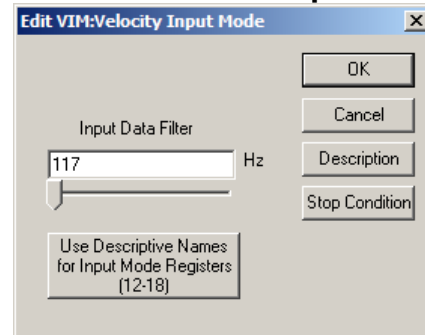 Edit VIM:Velocity Input Mode
OK
Cancel
Input Data Filter
117 Hz
Description
Stop Condition
Use Descriptive Names
for Input Mode Registers
(12-18)